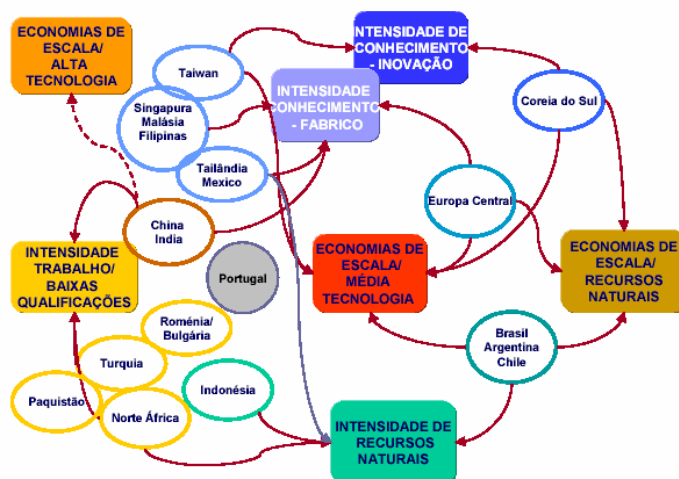 ECONOMIAS DE
ESCALA/
ALTA
TECNOLOGIA
INTENSIDADE DE
CONHECIMENTO
- INOVAÇÃO
Taiwan
INTENSIDADE
CONHECIMENTO
- FABRICO
Coreia do Sul
Singapura
Malásia
Filipinas
Tailândia
Mexico
Europa Central
China
India
INTENSIDADE
TRABALHO/
BAIXAS
QUALIFICAÇÕES
Portugal
ECONOMIAS DE
ESCALA/
MÉDIA
TECNOLOGIA
ECONOMIAS DE
ESCALA/
RECURSOS
NATURAIS
Roménia/
Bulgária
Brasil
Argentina
Chile
Turquia
Paquistão
Indonésia
Norte África
INTENSIDADE DE
RECURSOS
NATURAIS